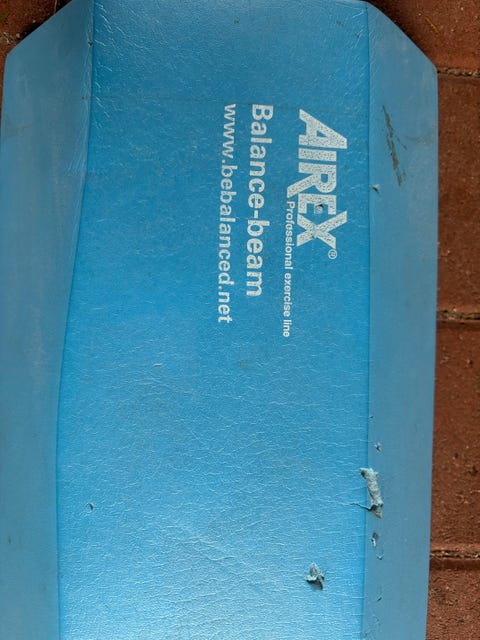 AIREX®
Professional exercise line
Balance-beam
www.bebalanced.net